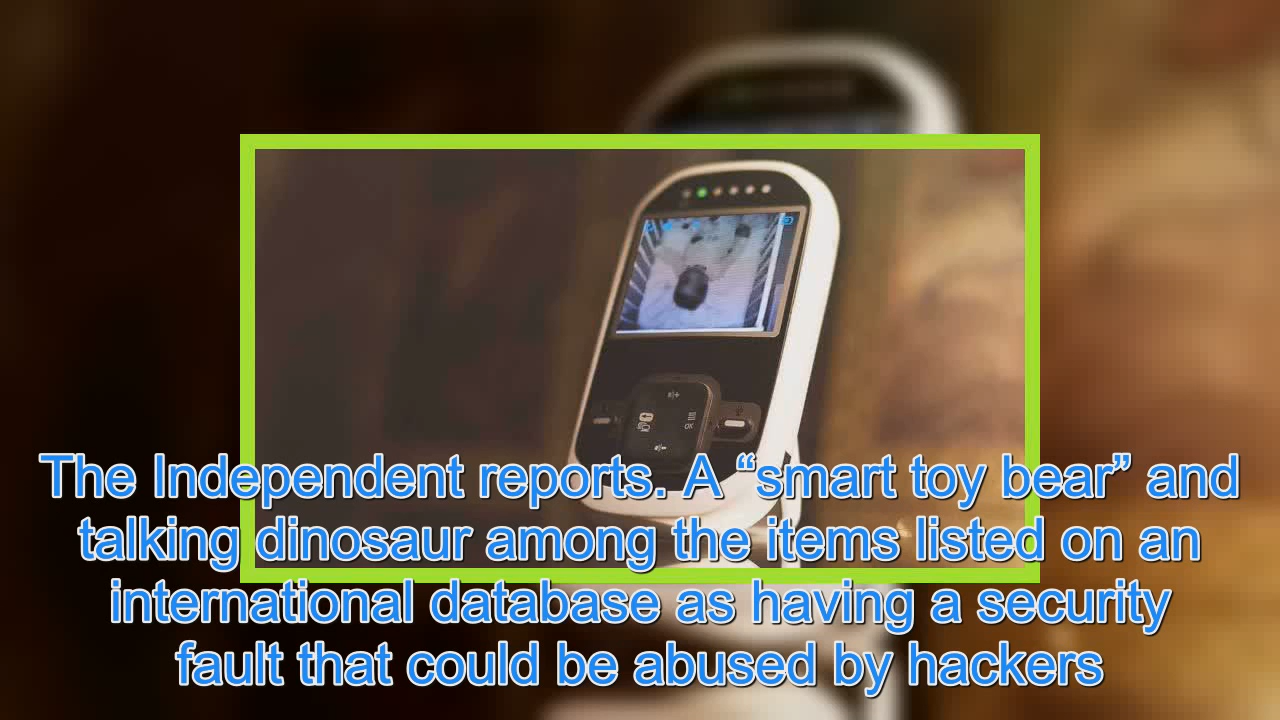 OK
The Independent reports. A “smart toy bear” and
talking dinosaur among the items listed on an
international database as having a security
fault that could be abused by hackers